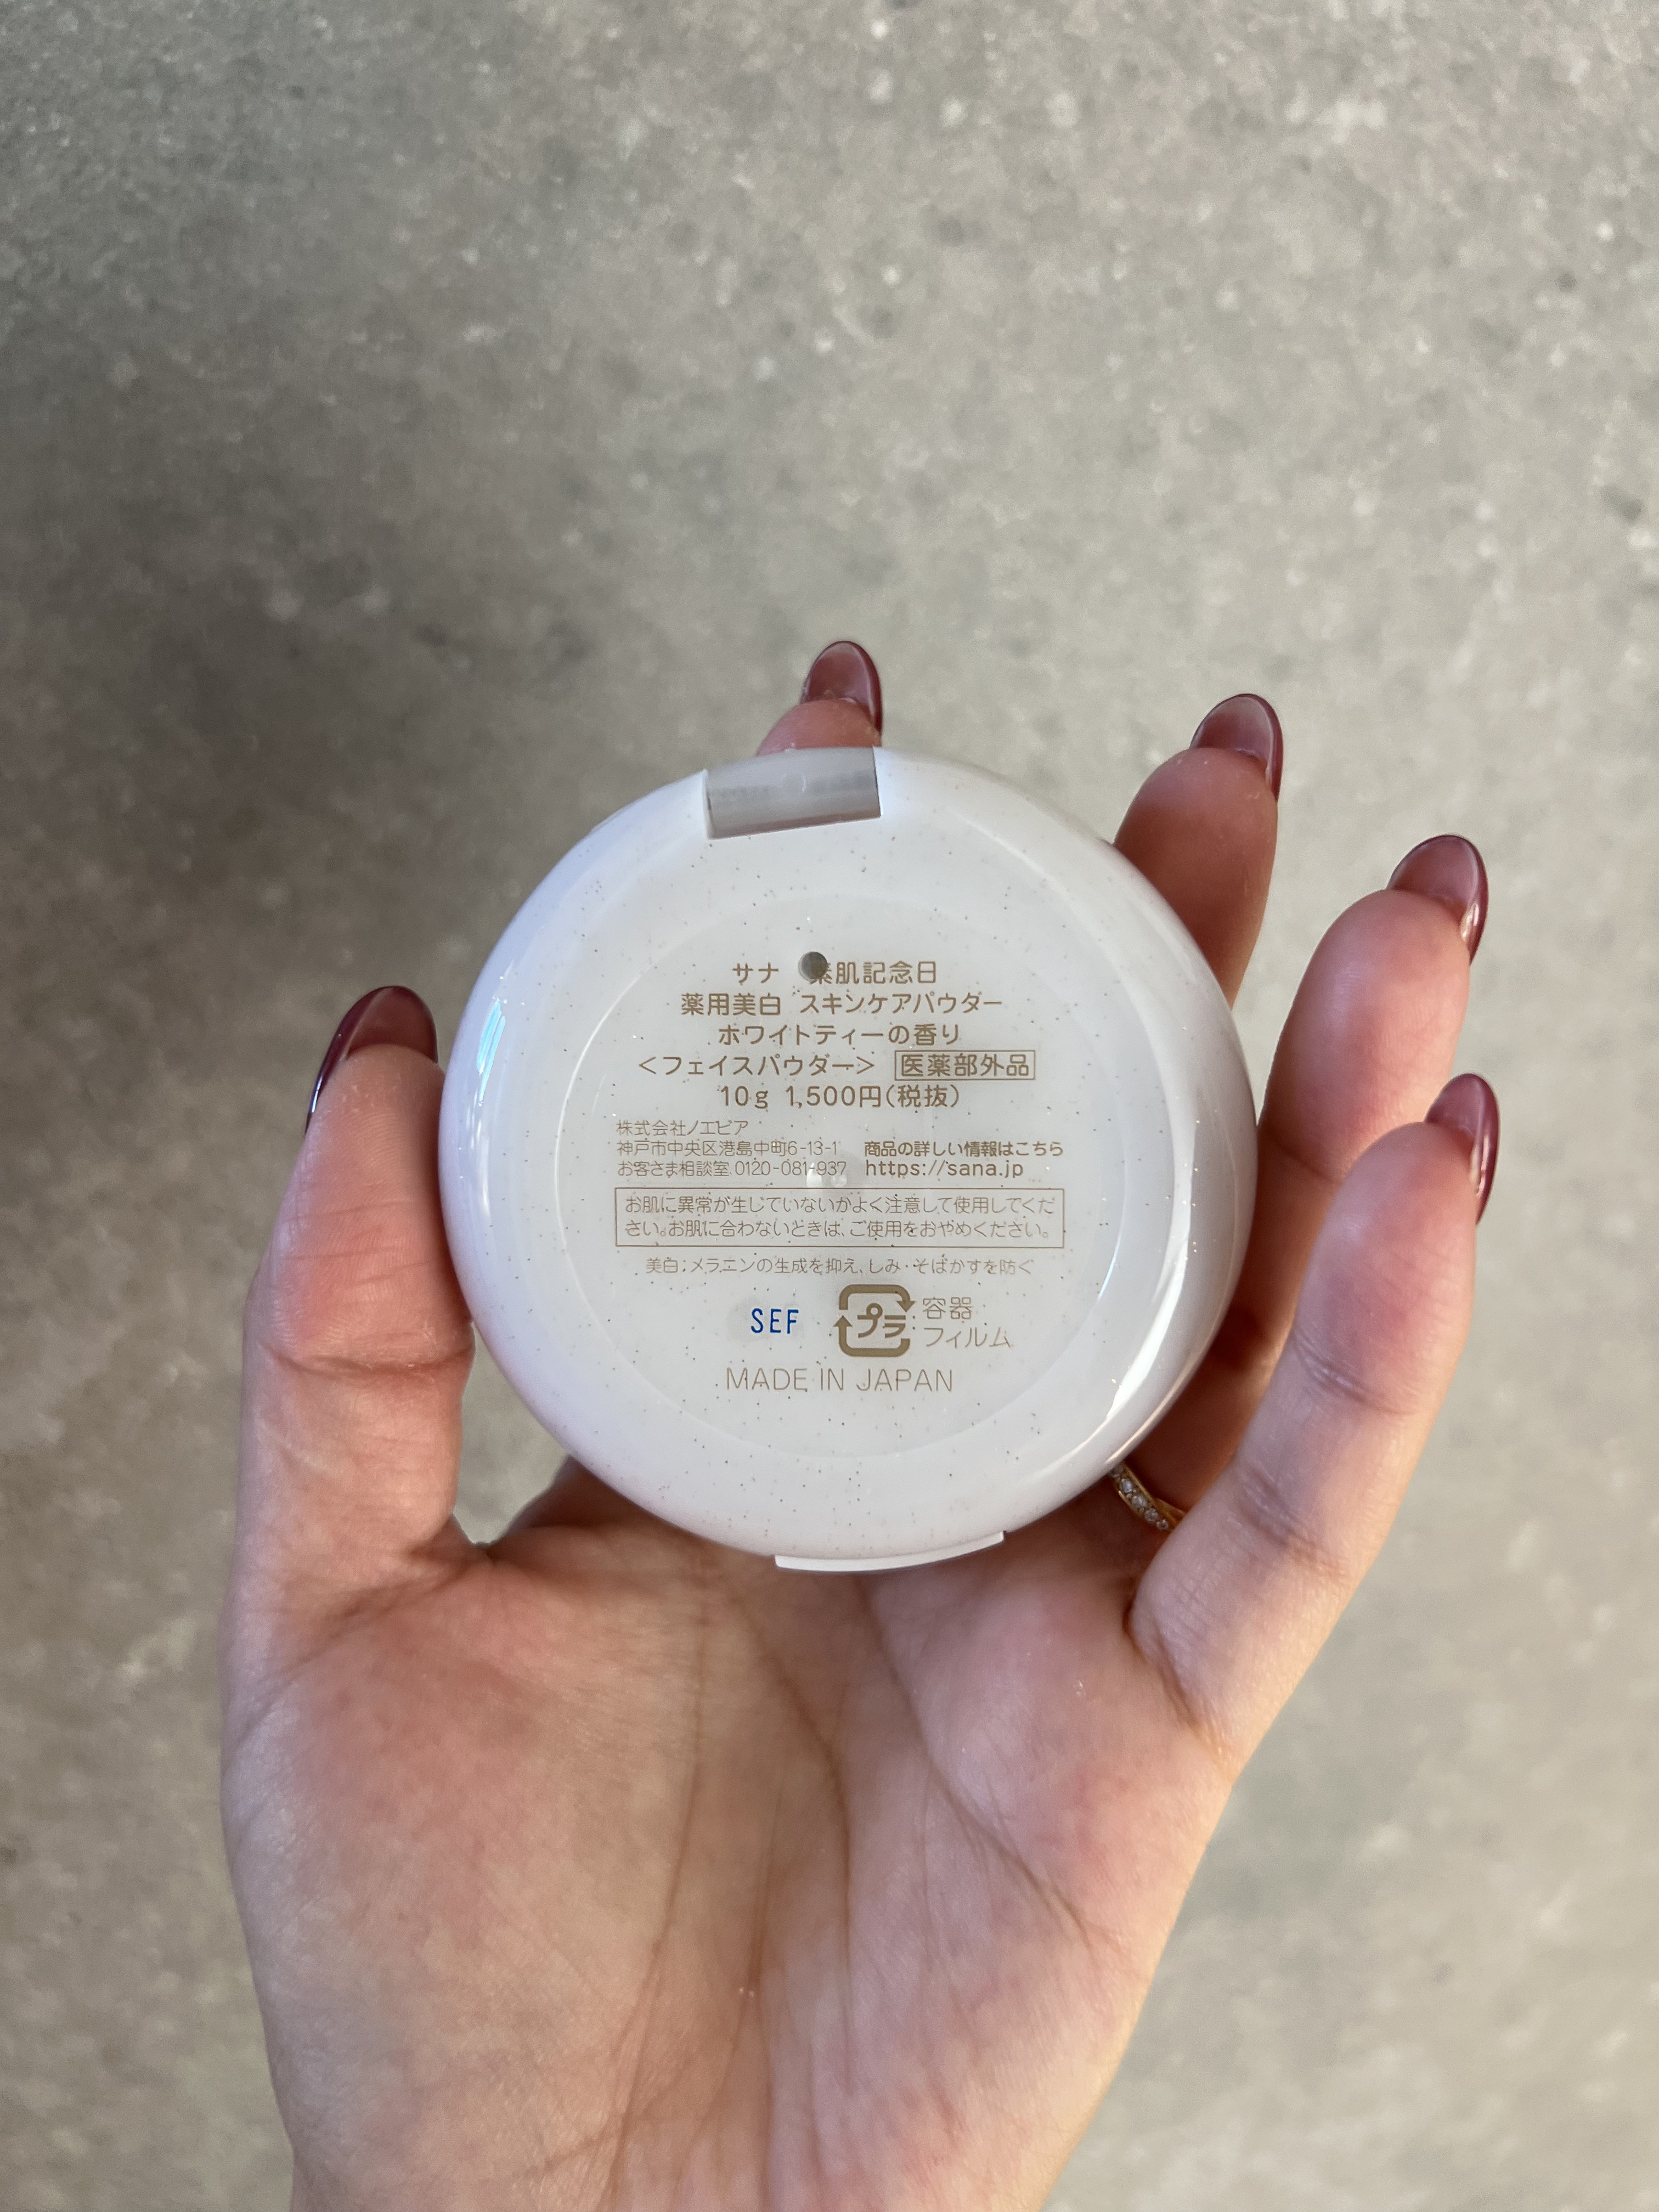 サナ 素肌記念日
薬用美白 スキンケアパウダー
ホワイトティーの香り
<フェイスパウダー> 医薬部外品
10g 1,500円(税抜)
株式会社ノエビア
神戸市中央区港島中町6-13-1
お客さま相談室 0120-081-937
商品の詳しい情報はこちら
https://sana.jp
お肌に異常が生じていないかよく注意して使用してくだ
さい。お肌に合わないときは、ご使用をおやめください。
美白:メラニンの生成を抑え、しみ・そばかすを防ぐ
SEF
プラ
容器
フィルム
MADE IN JAPAN